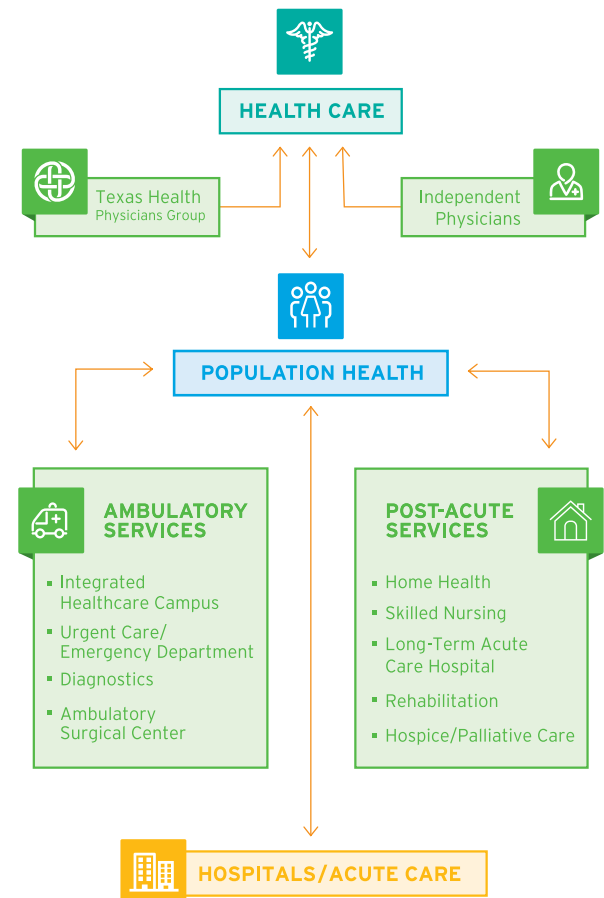 HEALTH CARE
Texas Health
Physicians Group
Independent
Physicians
POPULATION HEALTH
AMBULATORY
SERVICES
▪ Integrated
Healthcare Campus
▪ Urgent Care/
Emergency Department
▪ Diagnostics
▪ Ambulatory
Surgical Center
POST-ACUTE
SERVICES
▪ Home Health
▪ Skilled Nursing
▪ Long-Term Acute
Care Hospital
▪ Rehabilitation
▪ Hospice/Palliative Care
HOSPITALS/ACUTE CARE